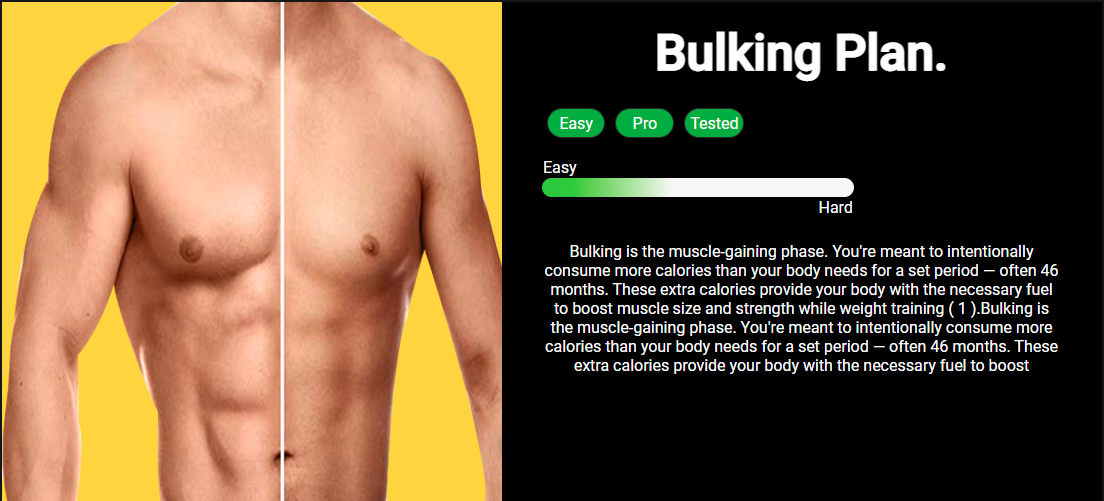 Bulking Plan.
Easy Pro Tested
Easy
Hard
Bulking is the muscle-gaining phase. You're meant to intentionally
consume more calories than your body needs for a set period — often 46
months. These extra calories provide your body with the necessary fuel
to boost muscle size and strength while weight training ( 1 ).Bulking is
the muscle-gaining phase. You're meant to intentionally consume more
calories than your body needs for a set period — often 46 months. These
extra calories provide your body with the necessary fuel to boost